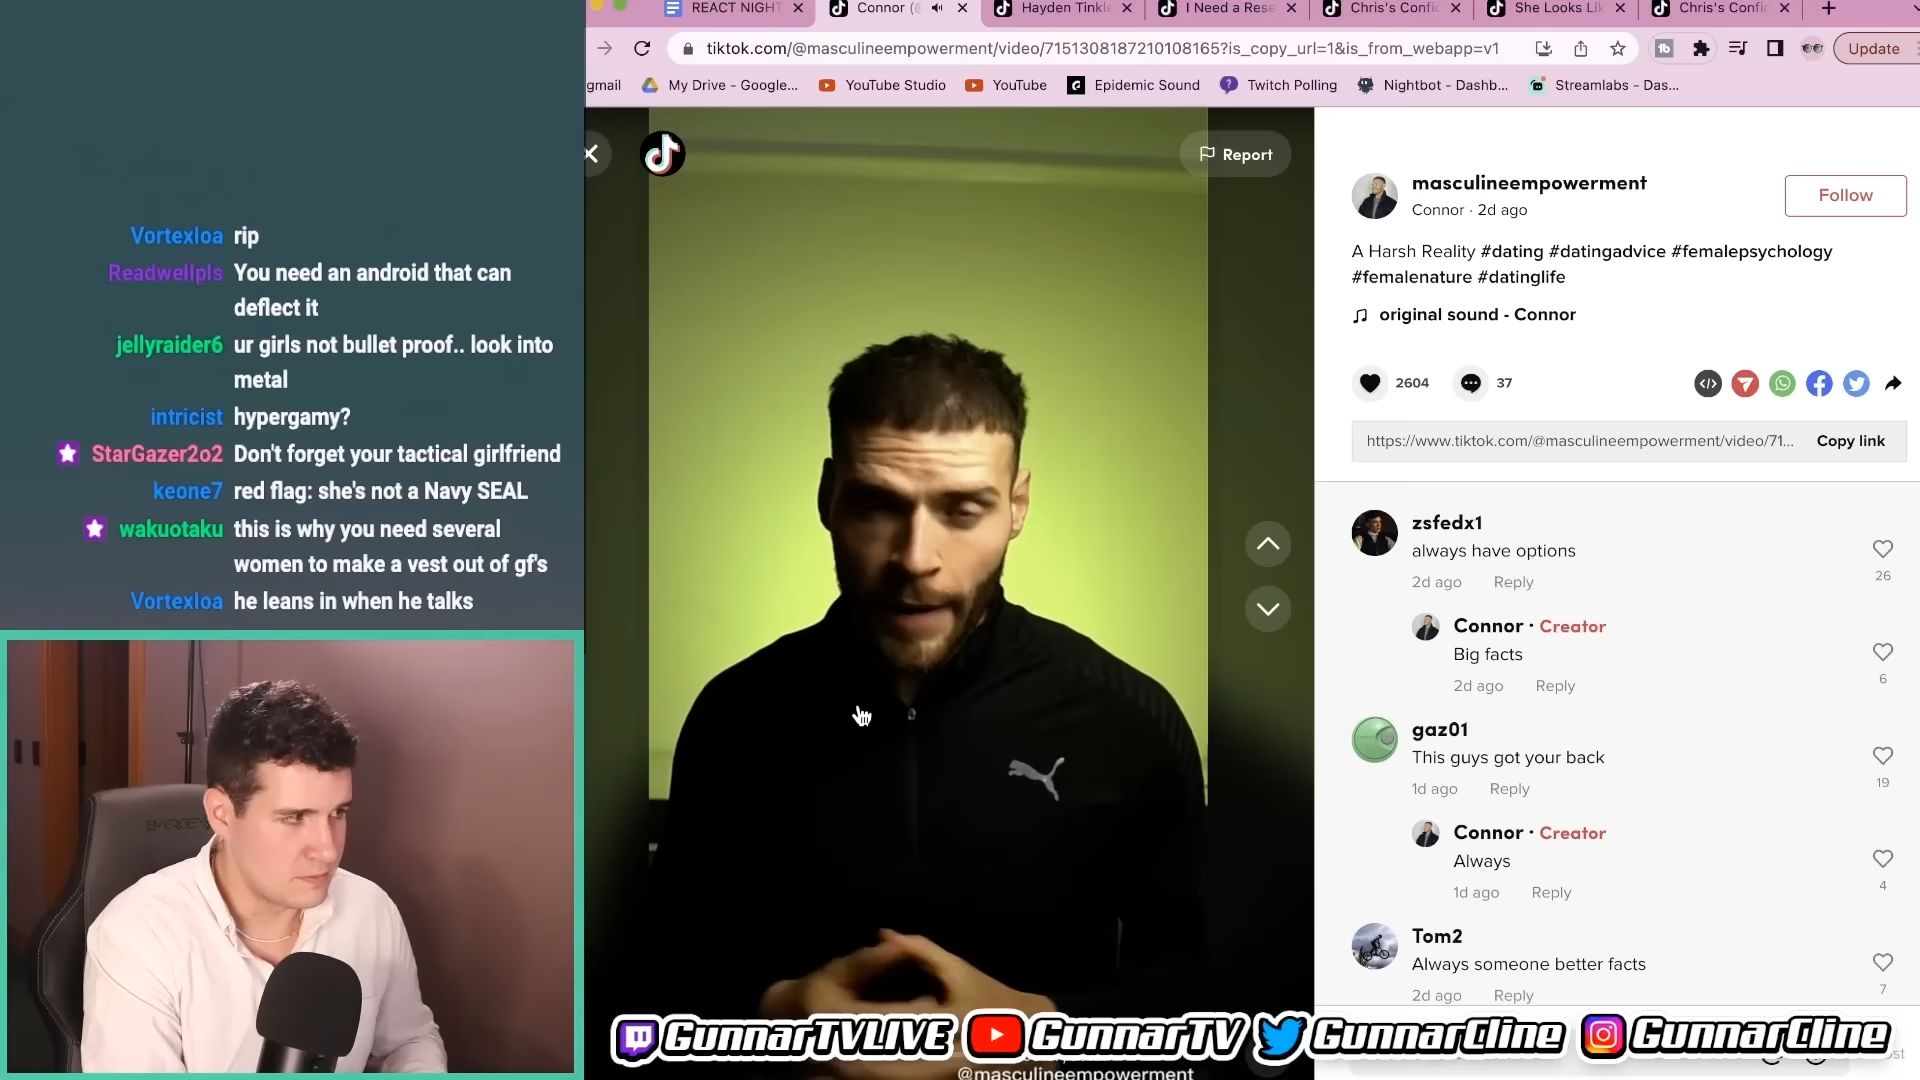 REACT NIGHT
Connor (
Hayden Tinkle
I Need a Rese
Chris's Confic
She Looks Lik
Chris's Confic
tiktok.com/@masculineempowerment/video/7151308187210108165?is_copy_url=1&is_from_webapp=v1
Update
gmail
My Drive - Google...
YouTube Studio
YouTube
Epidemic Sound
Twitch Polling
Nightbot - Dashb...
Streamlabs - Das...
Report
Vortexloa rip
Readwellpls You need an android that can
deflect it
jellyraider6 ur girls not bullet proof.. look into
metal
intricist hypergamy?
StarGazer2o2 Don't forget your tactical girlfriend
keone7 red flag: she's not a Navy SEAL
wakuotaku this is why you need several
women to make a vest out of gf's
Vortexloa he leans in when he talks
masculineempowerment
Connor · 2d ago
Follow
A Harsh Reality #dating #datingadvice #femalepsychology
#femalenature #datinglife
original sound - Connor
2604
37
https://www.tiktok.com/@masculineempowerment/video/71...
Copy link
zsfedx1
always have options
2d ago Reply
26
Connor · Creator
Big facts
2d ago Reply
6
gaz01
This guys got your back
1d ago Reply
19
Connor · Creator
Always
1d ago Reply
4
Tom2
Always someone better facts
2d ago Reply
7
GunnarTVLIVE GunnarTV GunnarCline GunnarCline
@masculineempowerment